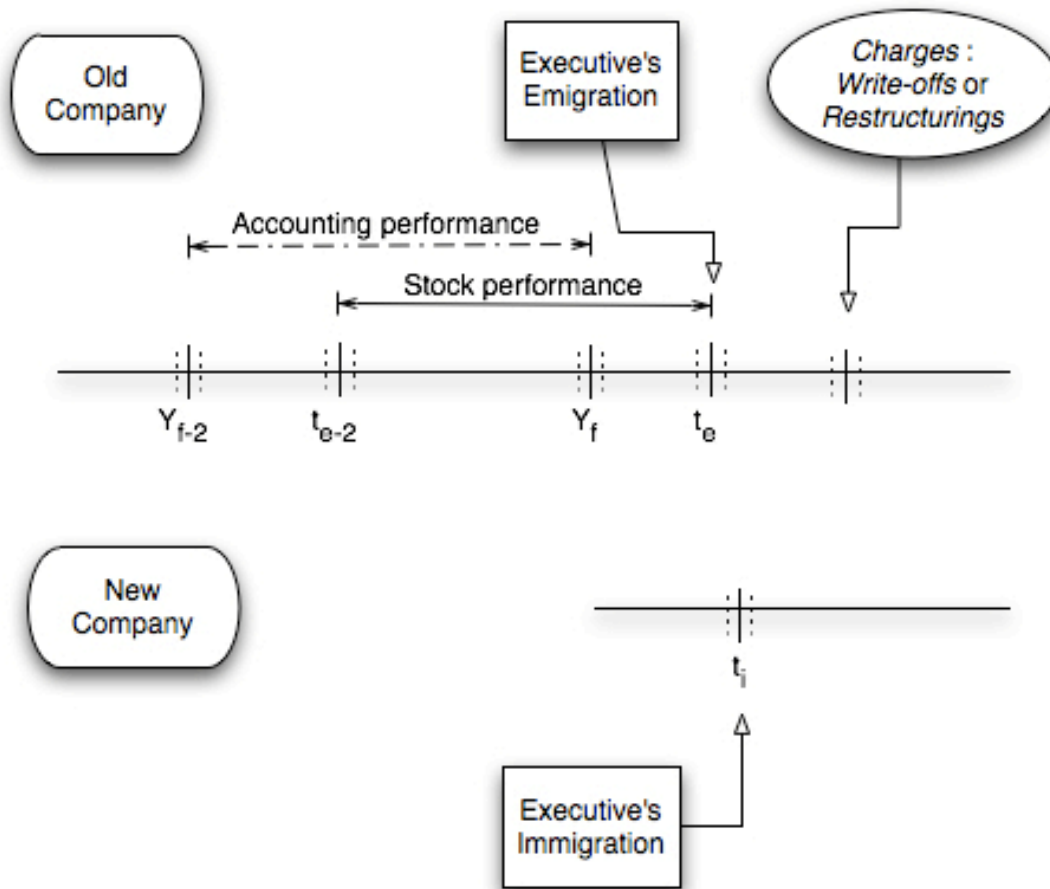 Old
Company
Executive's
Emigration
Charges :
Write-offs or
Restructurings
Accounting performance
Stock performance
Yf-2
te-2
Yf
te
New
Company
ti
Executive's
Immigration